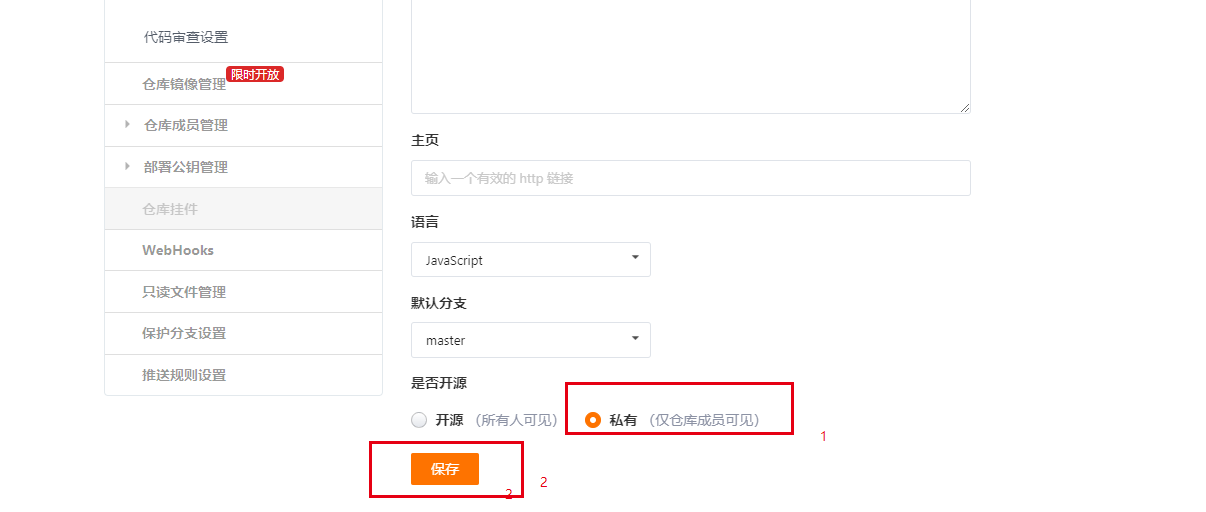 代码审查设置
仓库镜像管理
限时开放
仓库成员管理
部署公钥管理
仓库挂件
WebHooks
只读文件管理
保护分支设置
推送规则设置
主页
输入一个有效的 http 链接
语言
JavaScript
默认分支
master
是否开源
开源（所有人可见） 私有（仅仓库成员可见）
1
保存
2
2